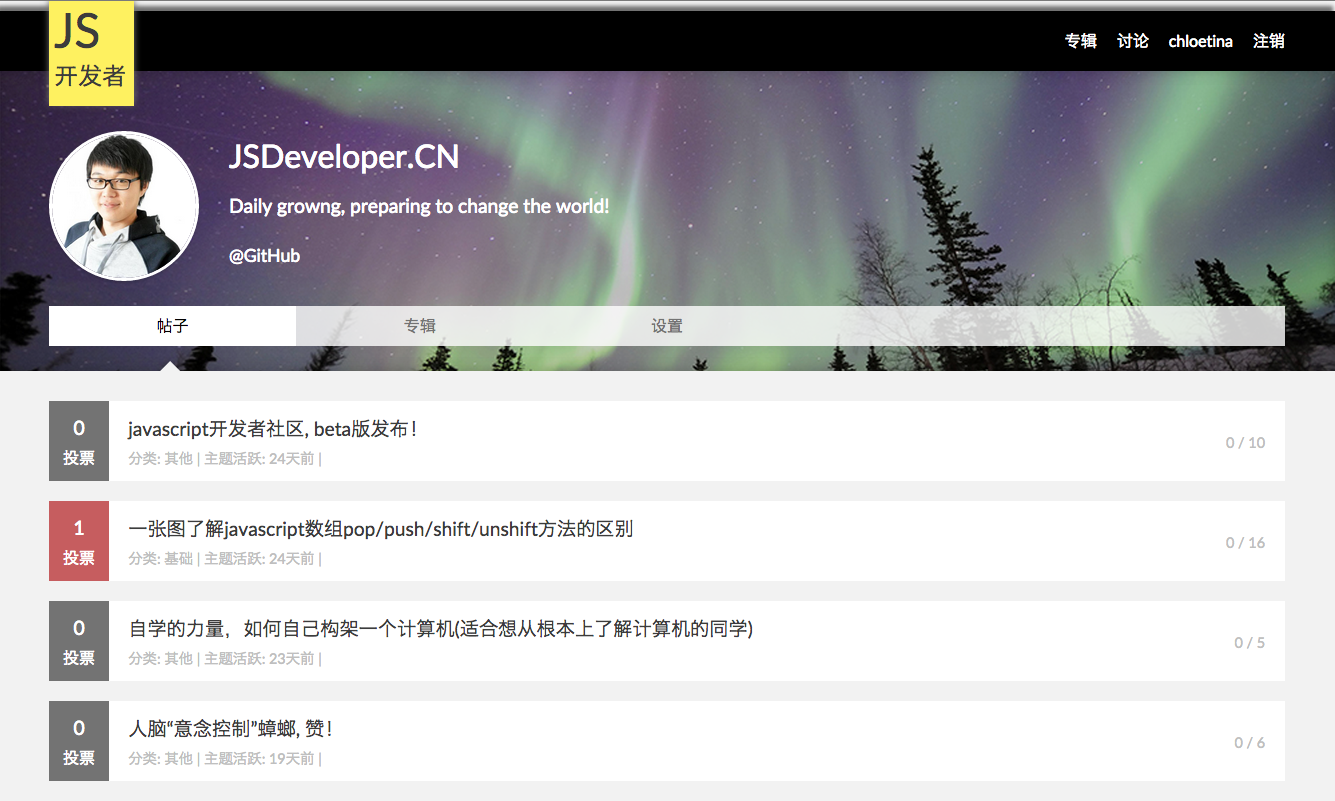 JS
开发者
专辑 讨论 chloetina 注销
JSDeveloper.CN
Daily growng, preparing to change the world!
@GitHub
帖子 专辑 设置
0
投票
javascript开发者社区, beta版发布！
分类: 其他 | 主题活跃: 24天前 |
0 / 10
1
投票
一张图了解javascript数组pop/push/shift/unshift方法的区别
分类: 基础 | 主题活跃: 24天前 |
0 / 16
0
投票
自学的力量，如何自己构架一个计算机(适合想从根本上了解计算机的同学)
分类: 其他 | 主题活跃: 23天前 |
0 / 5
0
投票
人脑“意念控制”蟑螂, 赞！
分类: 其他 | 主题活跃: 19天前 |
0 / 6